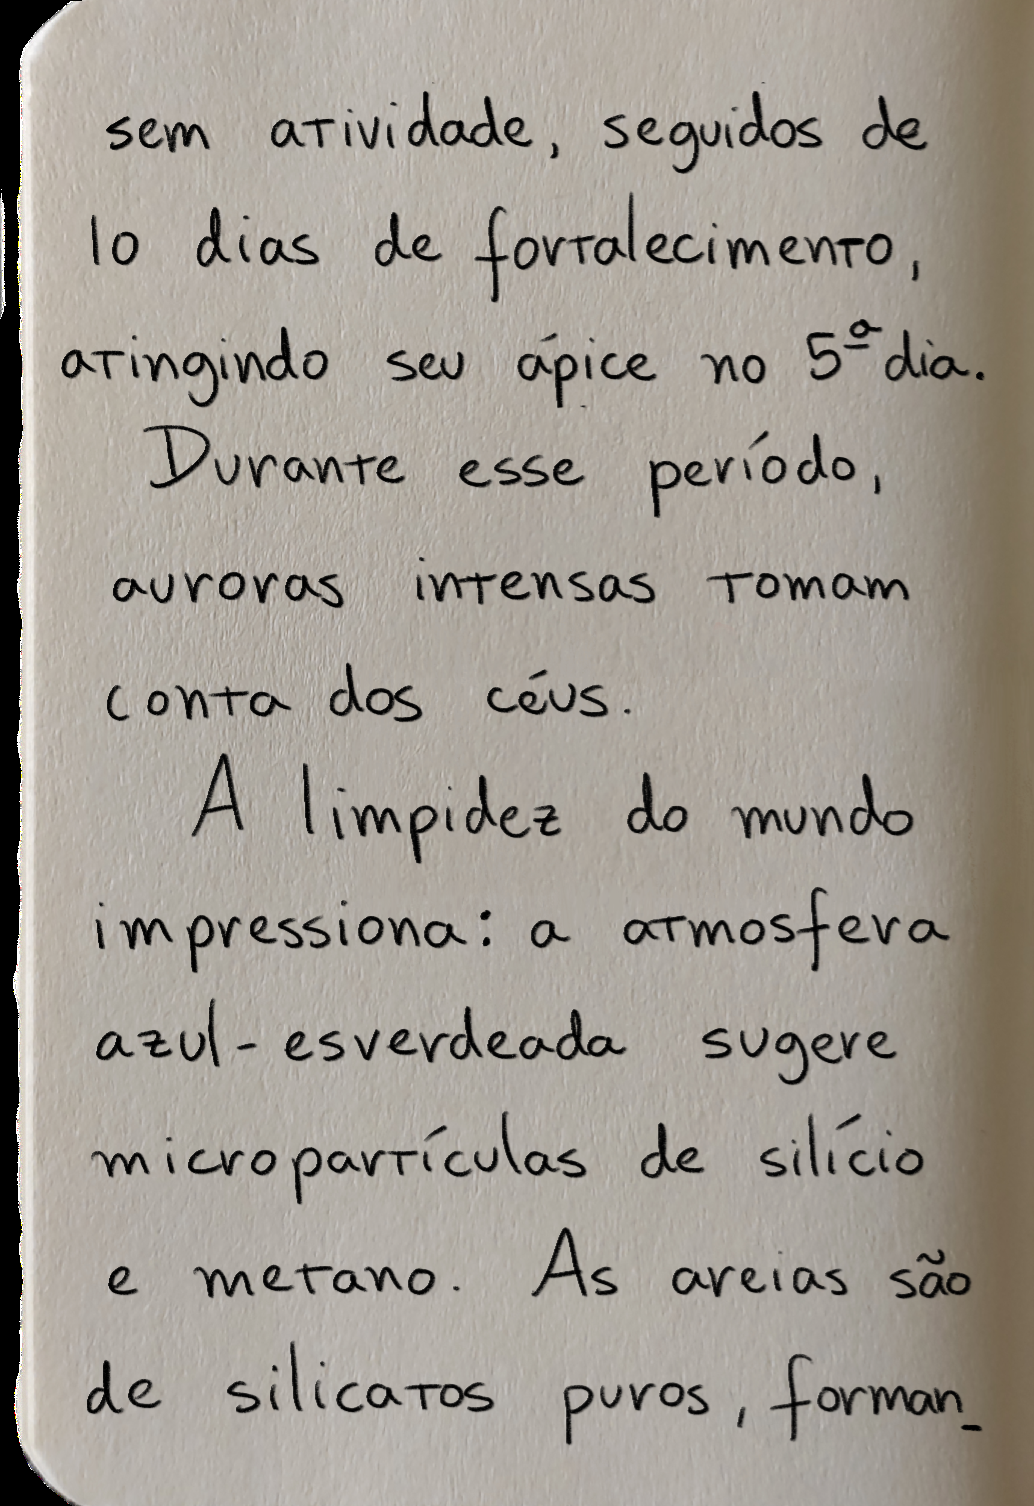 sem atividade, seguidos de
10 dias de fortalecimento,
atingindo seu ápice no 5ª dia.
Durante esse período,
auroras intensas tomam
conta dos céus.
A limpidez do mundo
impressiona: a atmosfera
azul-esverdeada sugere
micropartículas de silício
e metano. As areias são
de silicatos puros, forman_